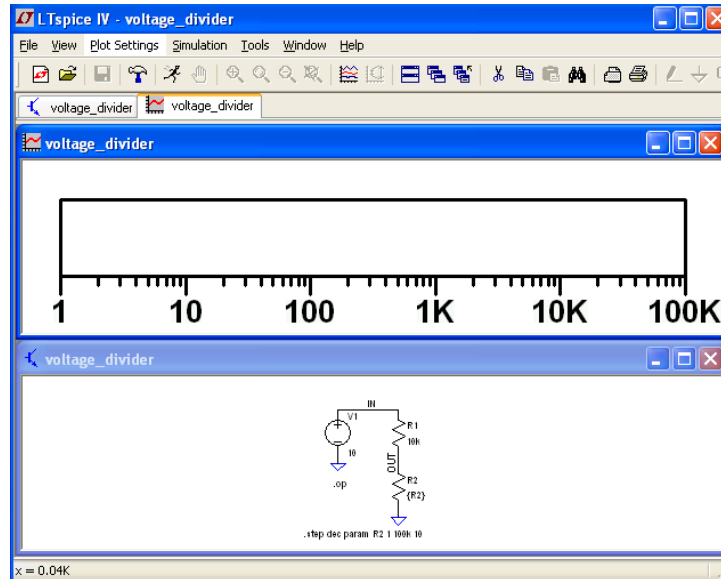 LTspice IV - voltage_divider
File View Plot Settings Simulation Tools Window Help
voltage_divider voltage_divider
voltage_divider
1 10 100 1K 10K 100K
voltage_divider
IN
V1
R1
10
10k
OUT
.op
R2
{R2}
.step dec param R2 1 100k 10
x = 0.04K